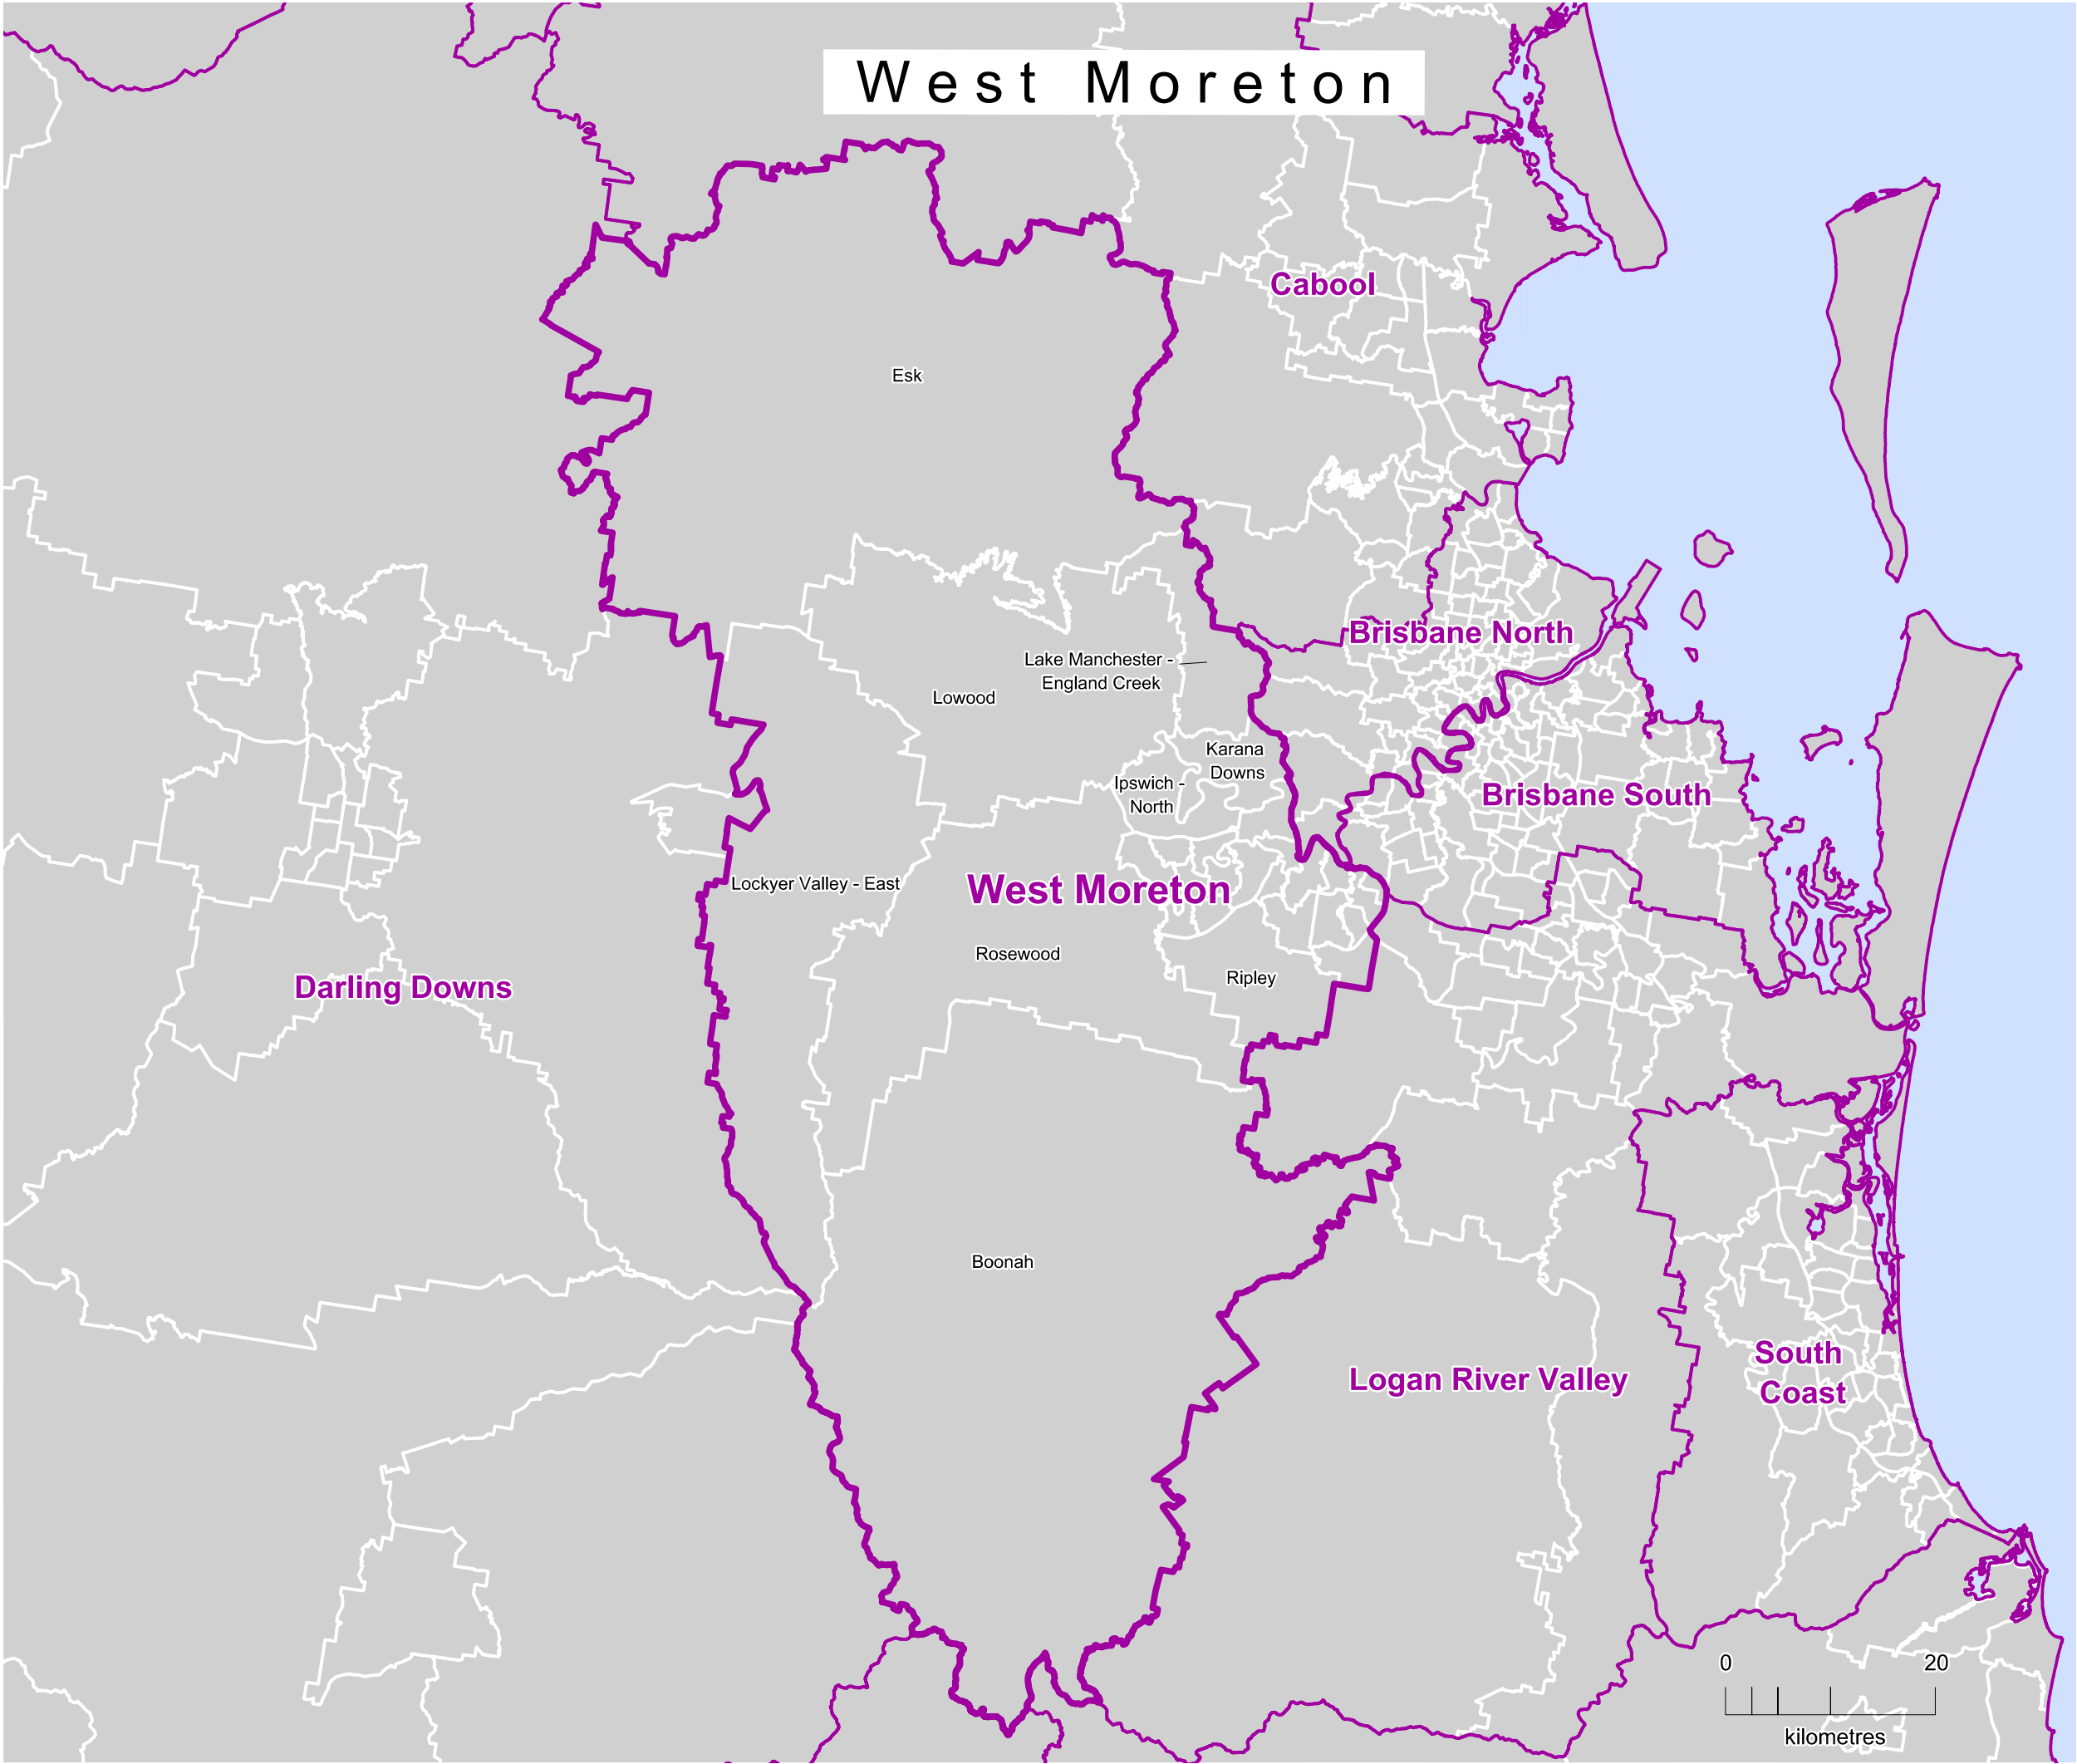 West Moreton
Cabool
Esk
Brisbane North
Lake Manchester -
England Creek
Lowood
Karana
Downs
Ipswich -
North
Brisbane South
Lockyer Valley - East
West Moreton
Rosewood
Ripley
Darling Downs
Boonah
South
Coast
Logan River Valley
0 20
kilometres